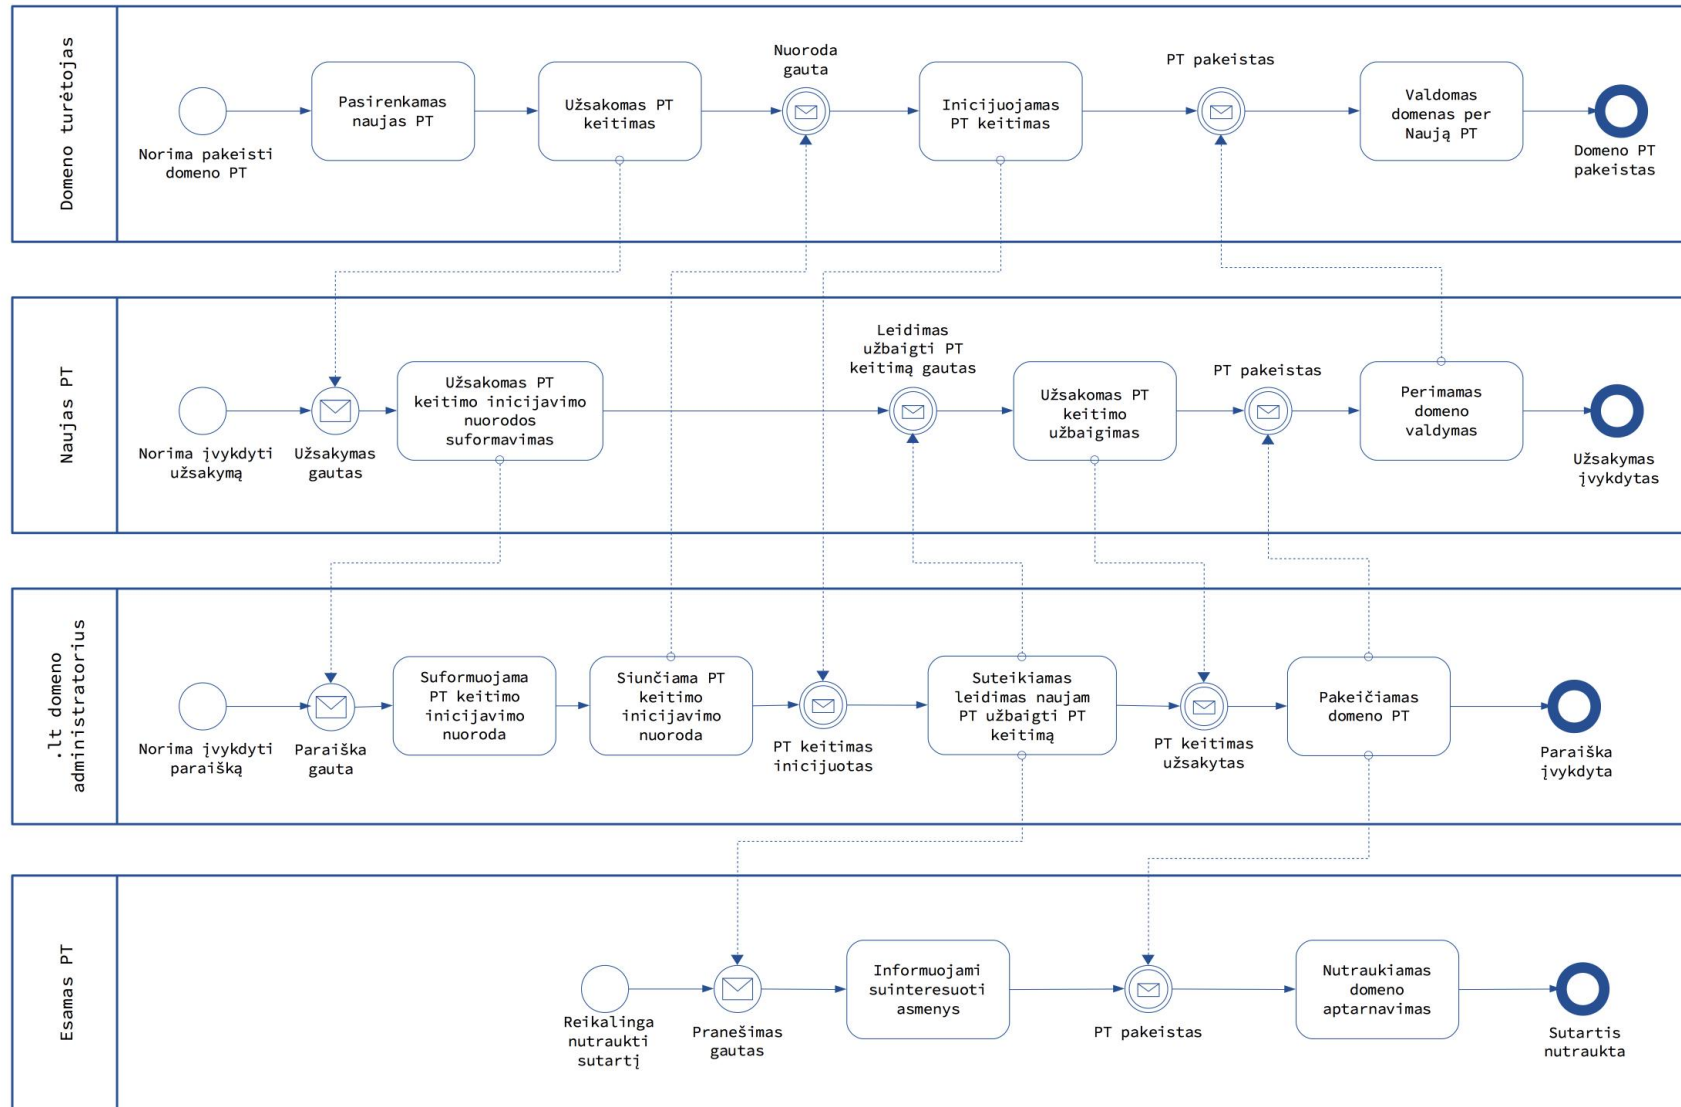 Domeno turėtojas
Norima pakeisti
domeno PT
Pasirenkamas
naujas PT
Užsakomas PT
keitimas
Nuoroda
gauta
Inicijuojamas
PT keitimas
PT pakeistas
Valdomas
domenas per
Naują PT
Domeno PT
pakeistas
Naujas PT
Norima įvykdyti
užsakymą
Užsakymas
gautas
Užsakomas PT
keitimo inicijavimo
nuorodos
suformavimas
Leidimas
užbaigti PT
keitimą gautas
Užsakomas PT
keitimo
užbaigimas
PT pakeistas
Perimamas
domeno
valdymas
Užsakymas
įvykdytas
.lt domeno
administratorius
Norima įvykdyti
paraišką
Paraiška
gauta
Suformuojama
PT keitimo
inicijavimo
nuoroda
Siunčiama PT
keitimo
inicijavimo
nuoroda
PT keitimas
inicijuotas
Suteikiamas
leidimas naujam
PT užbaigti PT
keitimą
PT keitimas
užsakytas
Pakeičiamas
domeno PT
Paraiška
įvykdyta
Esamas PT
Reikalinga
nutraukti
sutartį
Pranešimas
gautas
Informuojami
suinteresuoti
asmenys
PT pakeistas
Nutraukiamas
domeno
aptarnavimas
Sutartis
nutraukta